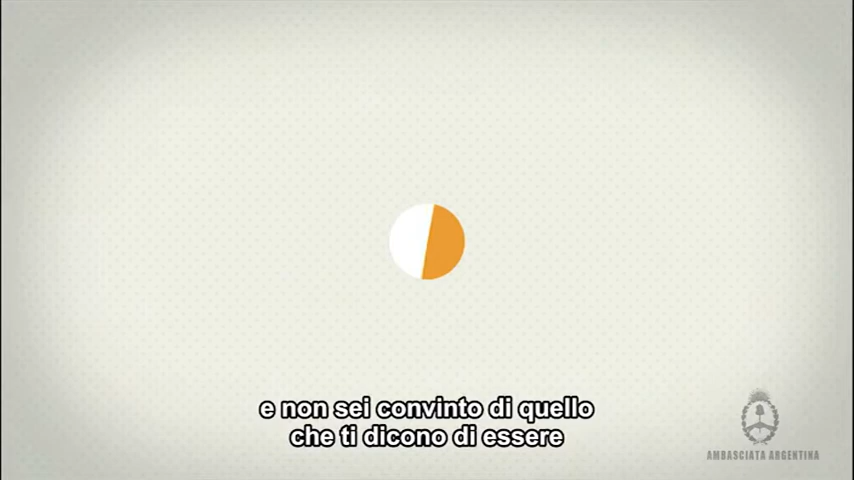 e non sei convinto di quello
che ti dicono di essere
AMBASCIATA ARGENTINA